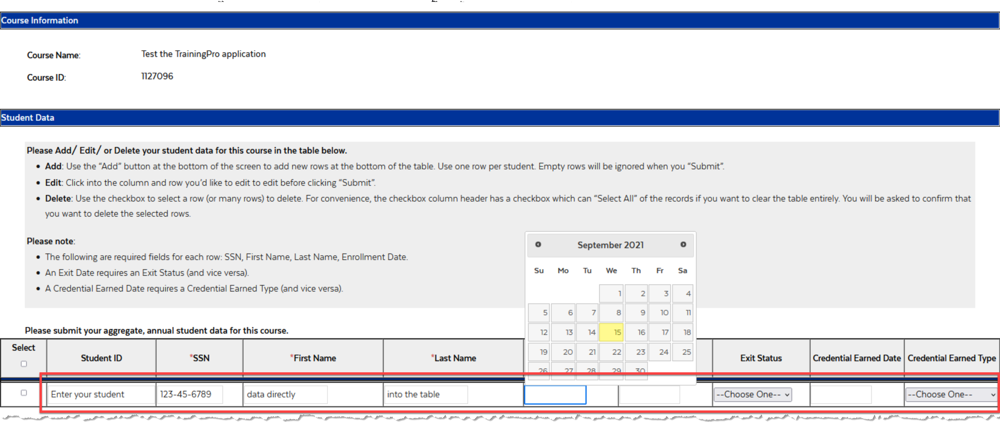 Course Information
Course Name: Test the TrainingPro application
Course ID: 1127096
Student Data
Please Add/ Edit/ or Delete your student data for this course in the table below.
• Add: Use the “Add” button at the bottom of the screen to add new rows at the bottom of the table. Use one row per student. Empty rows will be ignored when you “Submit”.
• Edit: Click into the column and row you’d like to edit to edit before clicking “Submit”.
• Delete: Use the checkbox to select a row (or many rows) to delete. For convenience, the checkbox column header has a checkbox which can “Select All” of the records if you want to clear the table entirely. You will be asked to confirm that
you want to delete the selected rows.
Please note:
• The following are required fields for each row: SSN, First Name, Last Name, Enrollment Date.
• An Exit Date requires an Exit Status (and vice versa).
• A Credential Earned Date requires a Credential Earned Type (and vice versa).
September 2021
Su Mo Tu We Th Fr Sa
1 2 3 4
5 6 7 8 9 10 11
12 13 14 15 16 17 18
19 20 21 22 23 24 25
26 27 28 29 30
Please submit your aggregate, annual student data for this course.
Select Student ID *SSN *First Name *Last Name Exit Status Credential Earned Date Credential Earned Type
Enter your student 123-45-6789 data directly into the table --Choose One-- --Choose One--